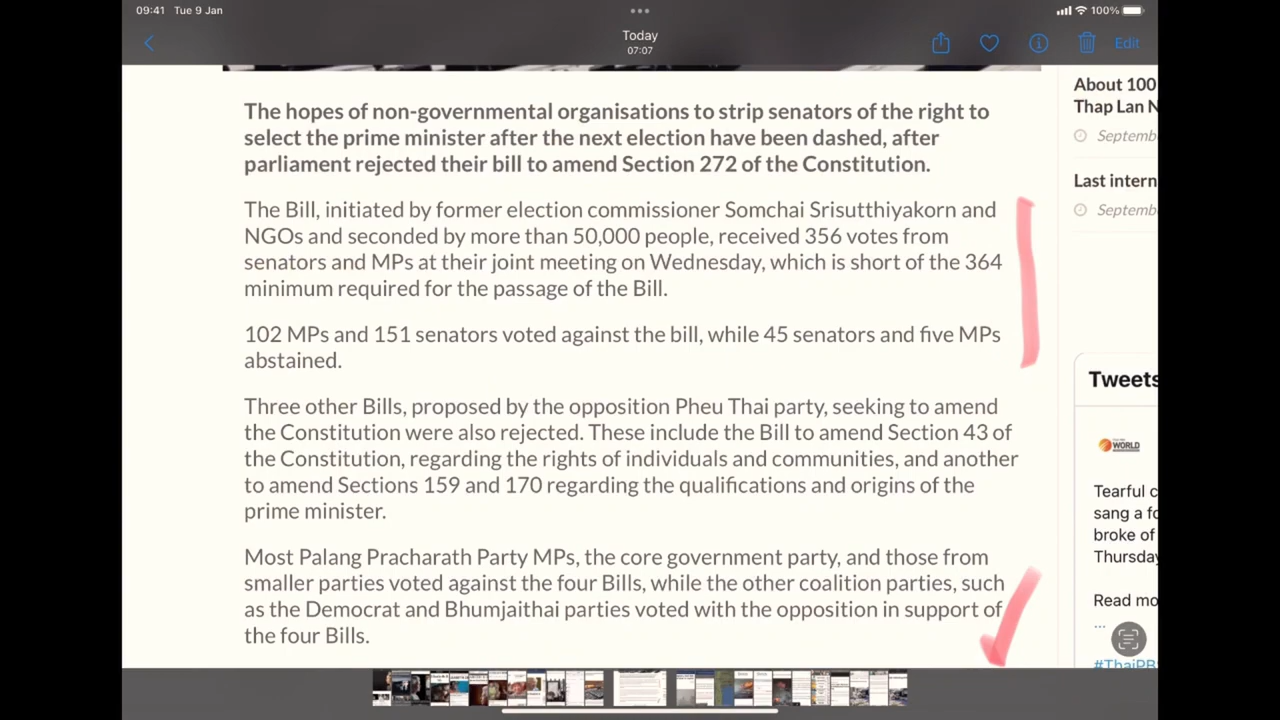 09:41 Tue 9 Jan
100%
Today
07:07
Edit
The hopes of non-governmental organisations to strip senators of the right to
select the prime minister after the next election have been dashed, after
parliament rejected their bill to amend Section 272 of the Constitution.
The Bill, initiated by former election commissioner Somchai Srisutthiyakorn and
NGOs and seconded by more than 50,000 people, received 356 votes from
senators and MPs at their joint meeting on Wednesday, which is short of the 364
minimum required for the passage of the Bill.
102 MPs and 151 senators voted against the bill, while 45 senators and five MPs
abstained.
Three other Bills, proposed by the opposition Pheu Thai party, seeking to amend
the Constitution were also rejected. These include the Bill to amend Section 43 of
the Constitution, regarding the rights of individuals and communities, and another
to amend Sections 159 and 170 regarding the qualifications and origins of the
prime minister.
Most Palang Pracharath Party MPs, the core government party, and those from
smaller parties voted against the four Bills, while the other coalition parties, such
as the Democrat and Bhumjaithai parties voted with the opposition in support of
the four Bills.
About 100
Thap Lan N
Septemb
Last intern
Septemb
Tweets
WORLD
Tearful c
sang a fo
broke of
Thursday
Read mo
...
#ThaiPB